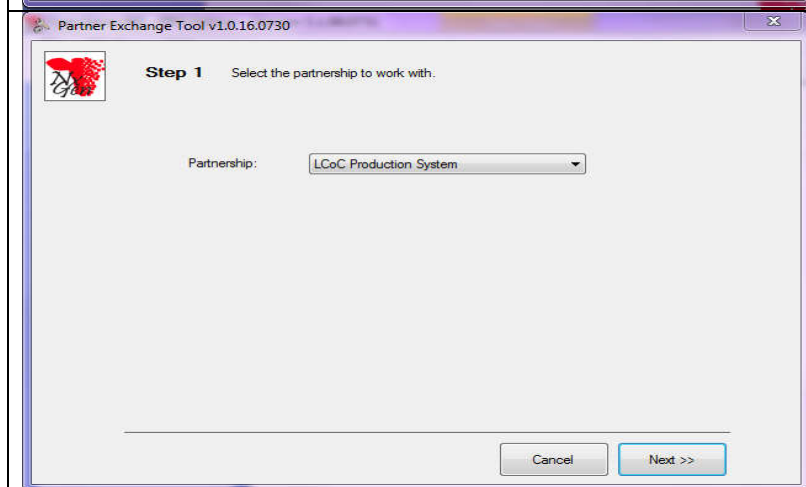 Partner Exchange Tool v1.0.16.0730
Step 1 Select the partnership to work with.
Partnership: LCoC Production System
Cancel Next >>